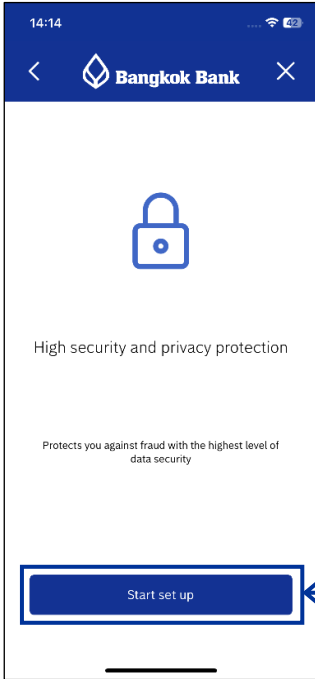 14:14
42
Bangkok Bank
High security and privacy protection
Protects you against fraud with the highest level of
data security
Start set up